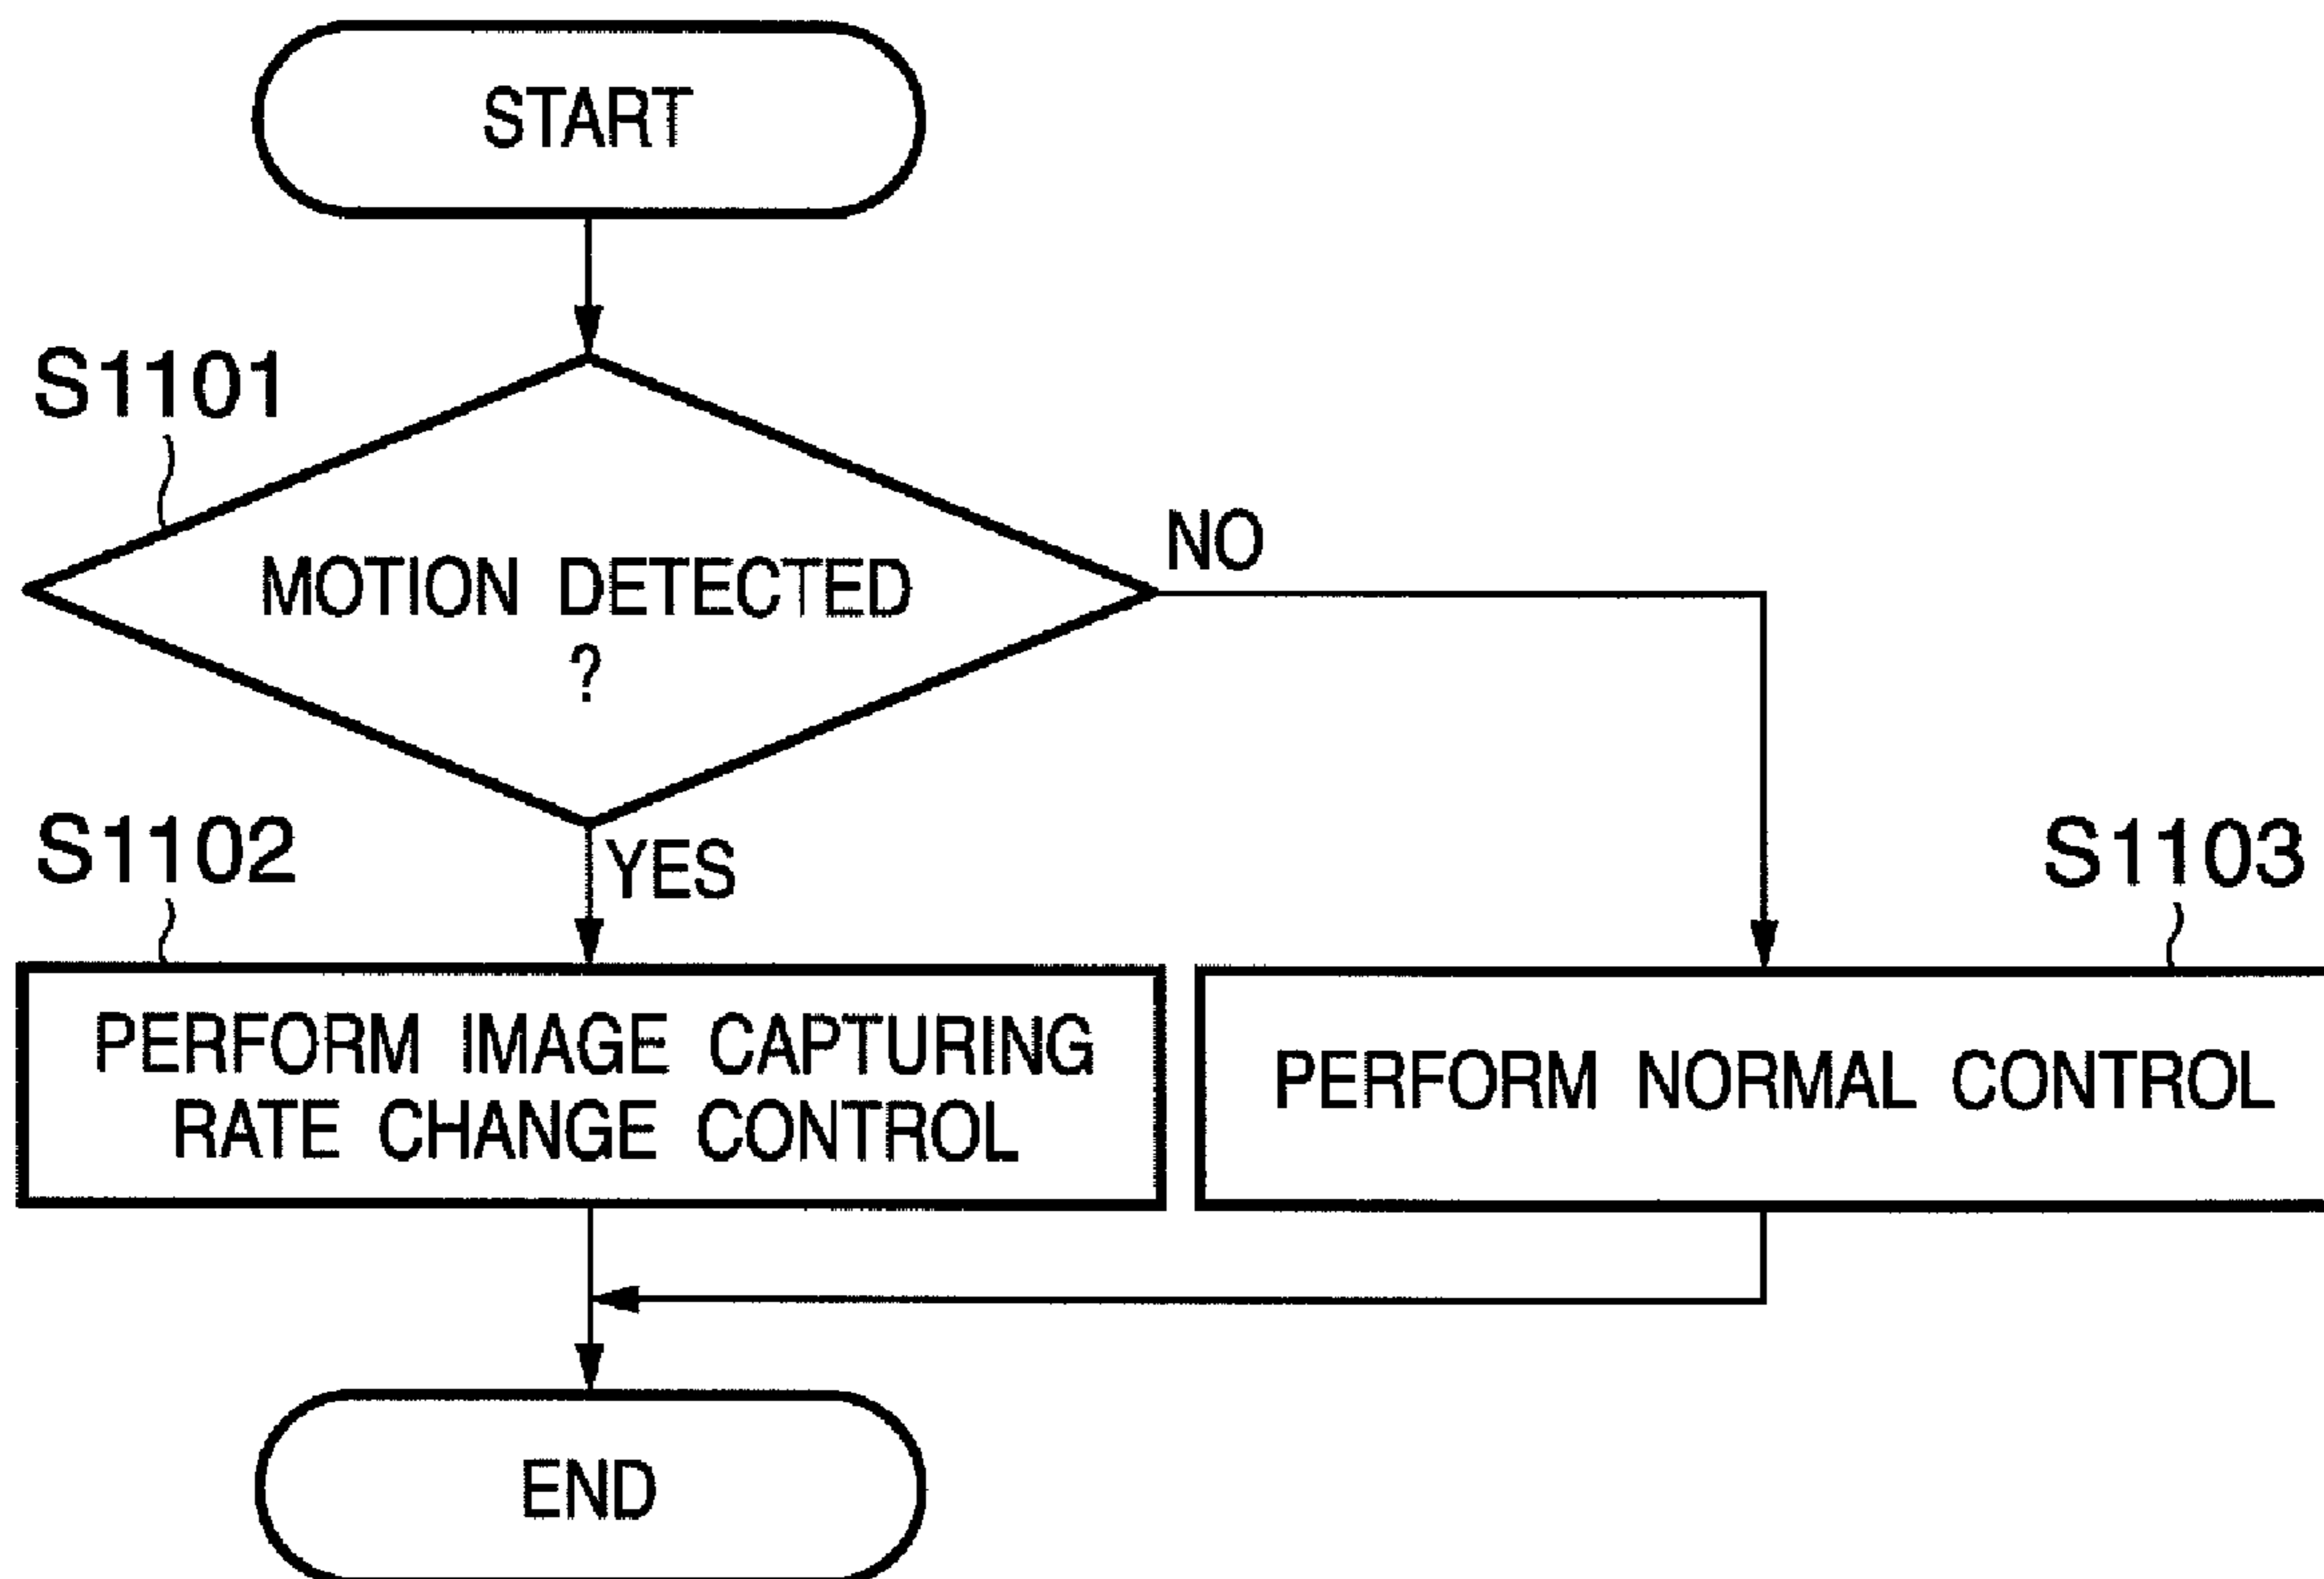 START
S1101
MOTION DETECTED
?
NO
YES
S1102
S1103
PERFORM IMAGE CAPTURING
RATE CHANGE CONTROL
PERFORM NORMAL CONTROL
END